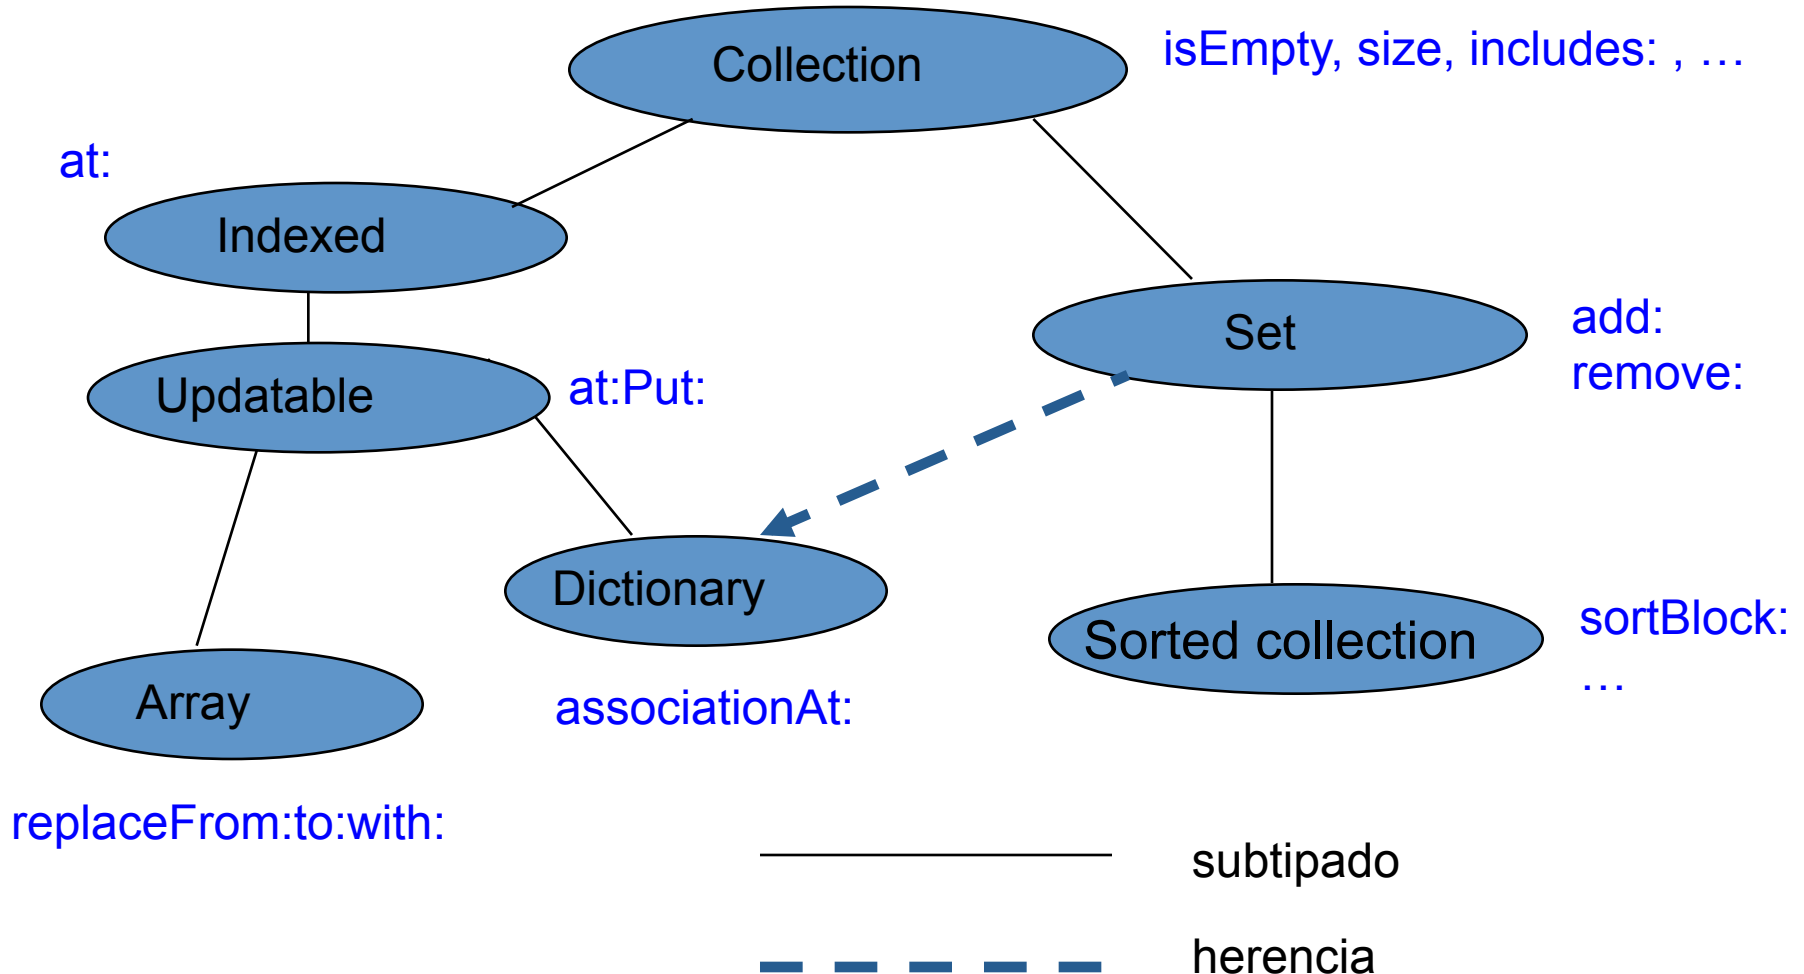 Collection
isEmpty, size, includes: , …
at:
Indexed
Set
add:
remove:
Updatable
at:Put:
Dictionary
Sorted collection
sortBlock:
…
Array
associationAt:
replaceFrom:to:with:
subtipado
herencia